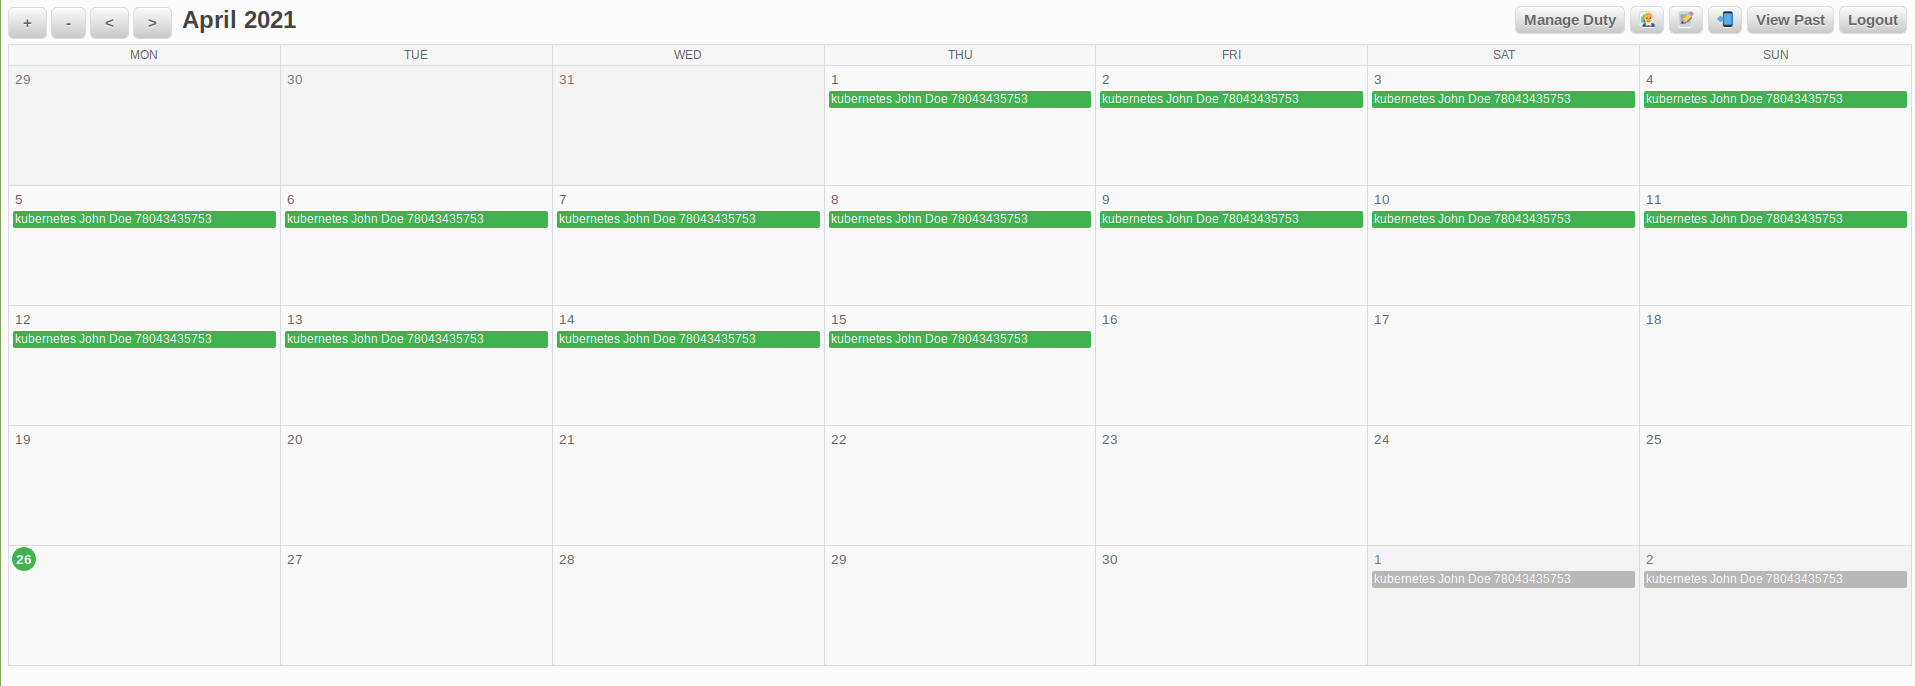 + - < > April 2021 Manage Duty View Past Logout
MON TUE WED THU FRI SAT SUN
29 30 31 1 2 3 4
kubernetes John Doe 78043435753 kubernetes John Doe 78043435753 kubernetes John Doe 78043435753 kubernetes John Doe 78043435753
5 6 7 8 9 10 11
kubernetes John Doe 78043435753 kubernetes John Doe 78043435753 kubernetes John Doe 78043435753 kubernetes John Doe 78043435753 kubernetes John Doe 78043435753 kubernetes John Doe 78043435753 kubernetes John Doe 78043435753
12 13 14 15 16 17 18
kubernetes John Doe 78043435753 kubernetes John Doe 78043435753 kubernetes John Doe 78043435753 kubernetes John Doe 78043435753
19 20 21 22 23 24 25
26 27 28 29 30 1 2
kubernetes John Doe 78043435753 kubernetes John Doe 78043435753